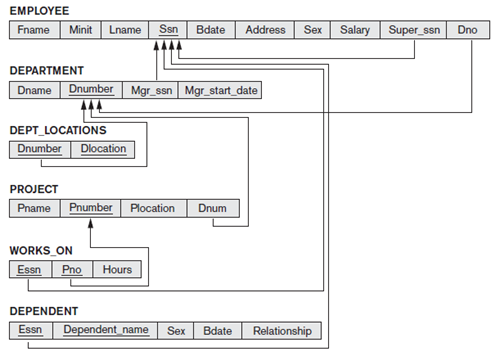 EMPLOYEE
Fname Minit Lname Ssn Bdate Address Sex Salary Super_ssn Dno
DEPARTMENT
Dname Dnumber Mgr_ssn Mgr_start_date
DEPT_LOCATIONS
Dnumber Dlocation
PROJECT
Pname Pnumber Plocation Dnum
WORKS_ON
Essn Pno Hours
DEPENDENT
Essn Dependent_name Sex Bdate Relationship